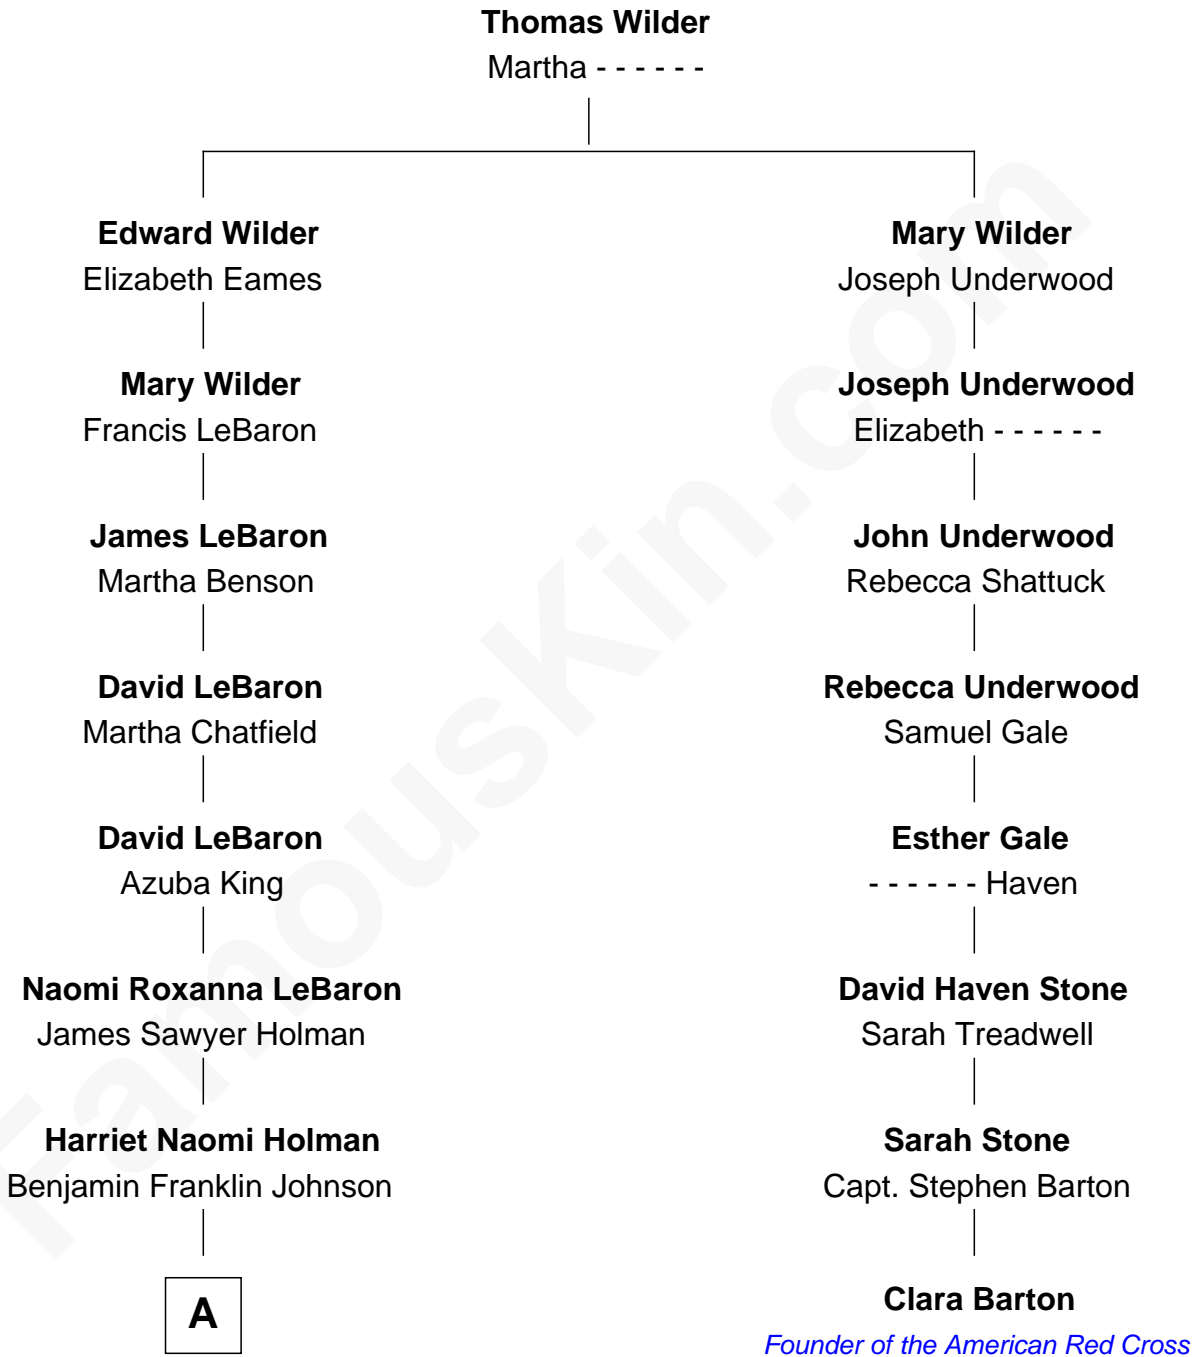 Thomas Wilder
Martha - - - - - -
Edward Wilder
Elizabeth Eames
Mary Wilder
Joseph Underwood
Mary Wilder
Francis LeBaron
Joseph Underwood
Elizabeth - - - - - -
James LeBaron
Martha Benson
John Underwood
Rebecca Shattuck
David LeBaron
Martha Chatfield
Rebecca Underwood
Samuel Gale
David LeBaron
Azuba King
Esther Gale
- - - - - - Haven
Naomi Roxanna LeBaron
James Sawyer Holman
David Haven Stone
Sarah Treadwell
Harriet Naomi Holman
Benjamin Franklin Johnson
Sarah Stone
Capt. Stephen Barton
A
Clara Barton
Founder of the American Red Cross
FamousKin.com